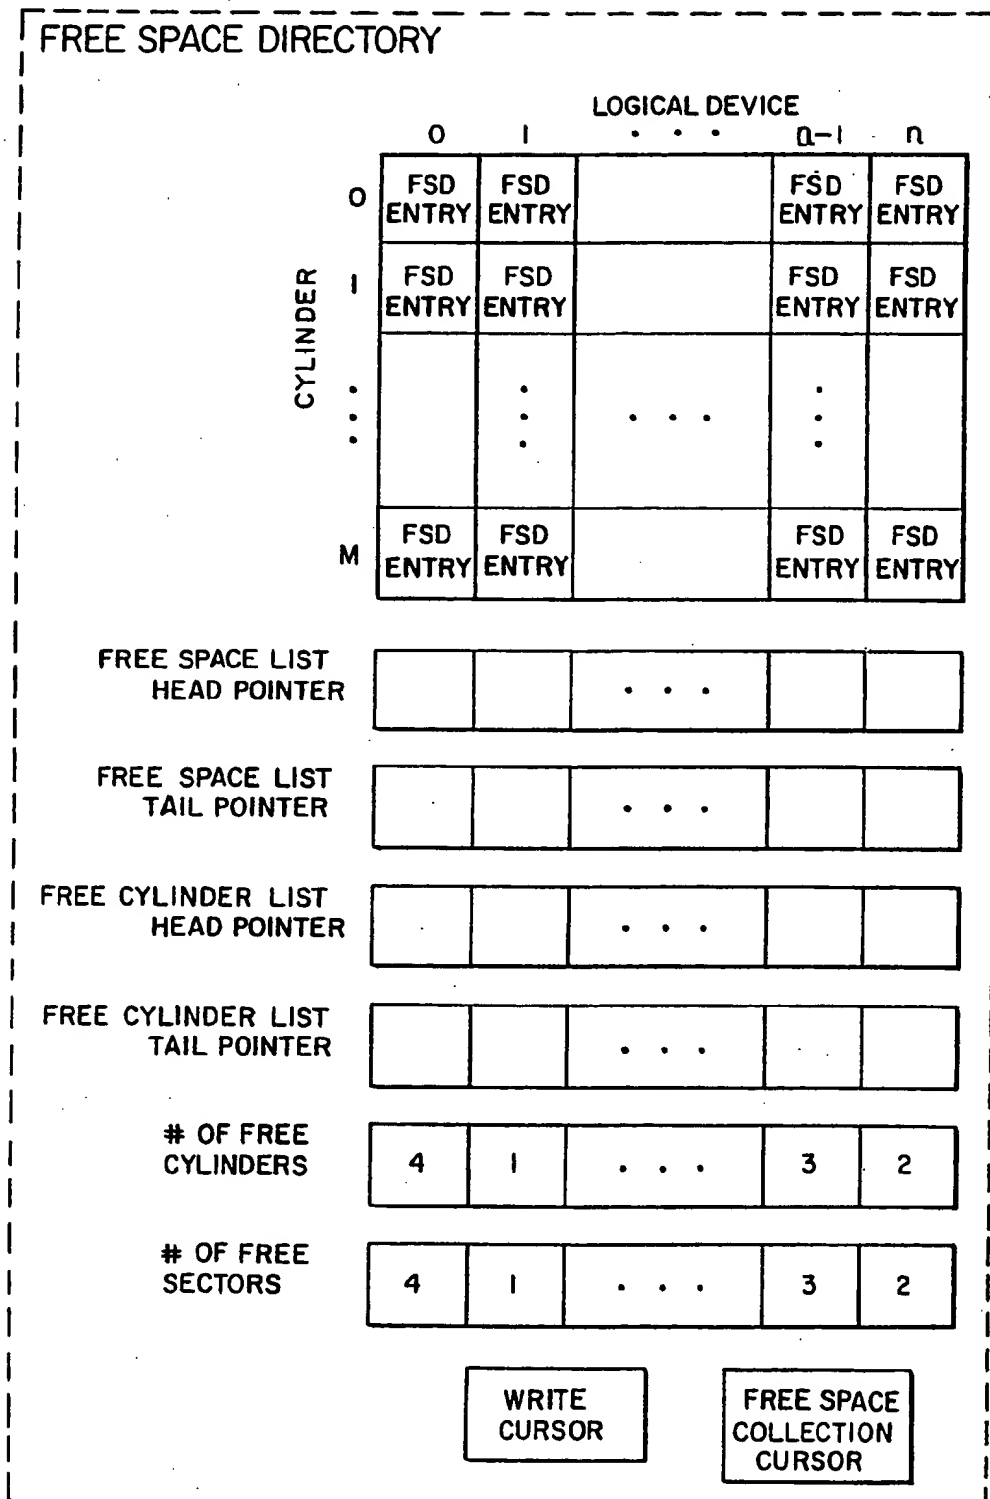 FREE SPACE DIRECTORY
LOGICAL DEVICE
0 1 • • • n-1 n
CYLINDER
0 FSD ENTRY FSD ENTRY FSD ENTRY FSD ENTRY
1 FSD ENTRY FSD ENTRY FSD ENTRY FSD ENTRY
• • •
M FSD ENTRY FSD ENTRY FSD ENTRY FSD ENTRY
FREE SPACE LIST
HEAD POINTER • • •
FREE SPACE LIST
TAIL POINTER • • •
FREE CYLINDER LIST
HEAD POINTER • • •
FREE CYLINDER LIST
TAIL POINTER • • •
# OF FREE
CYLINDERS 4 1 • • • 3 2
# OF FREE
SECTORS 4 1 • • • 3 2
WRITE
CURSOR
FREE SPACE
COLLECTION
CURSOR